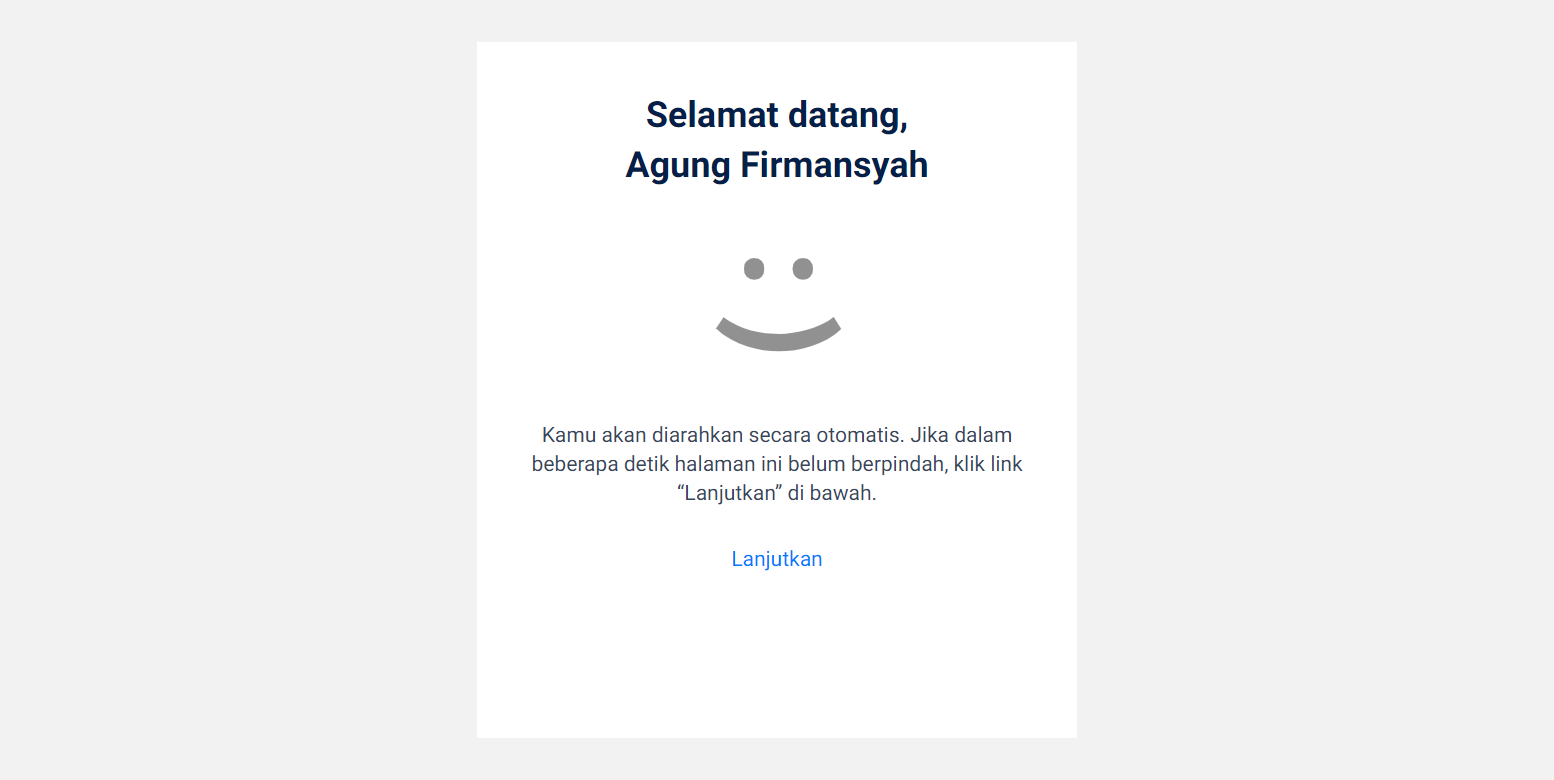 Selamat datang,
Agung Firmansyah
Kamu akan diarahkan secara otomatis. Jika dalam
beberapa detik halaman ini belum berpindah, klik link
“Lanjutkan” di bawah.
Lanjutkan